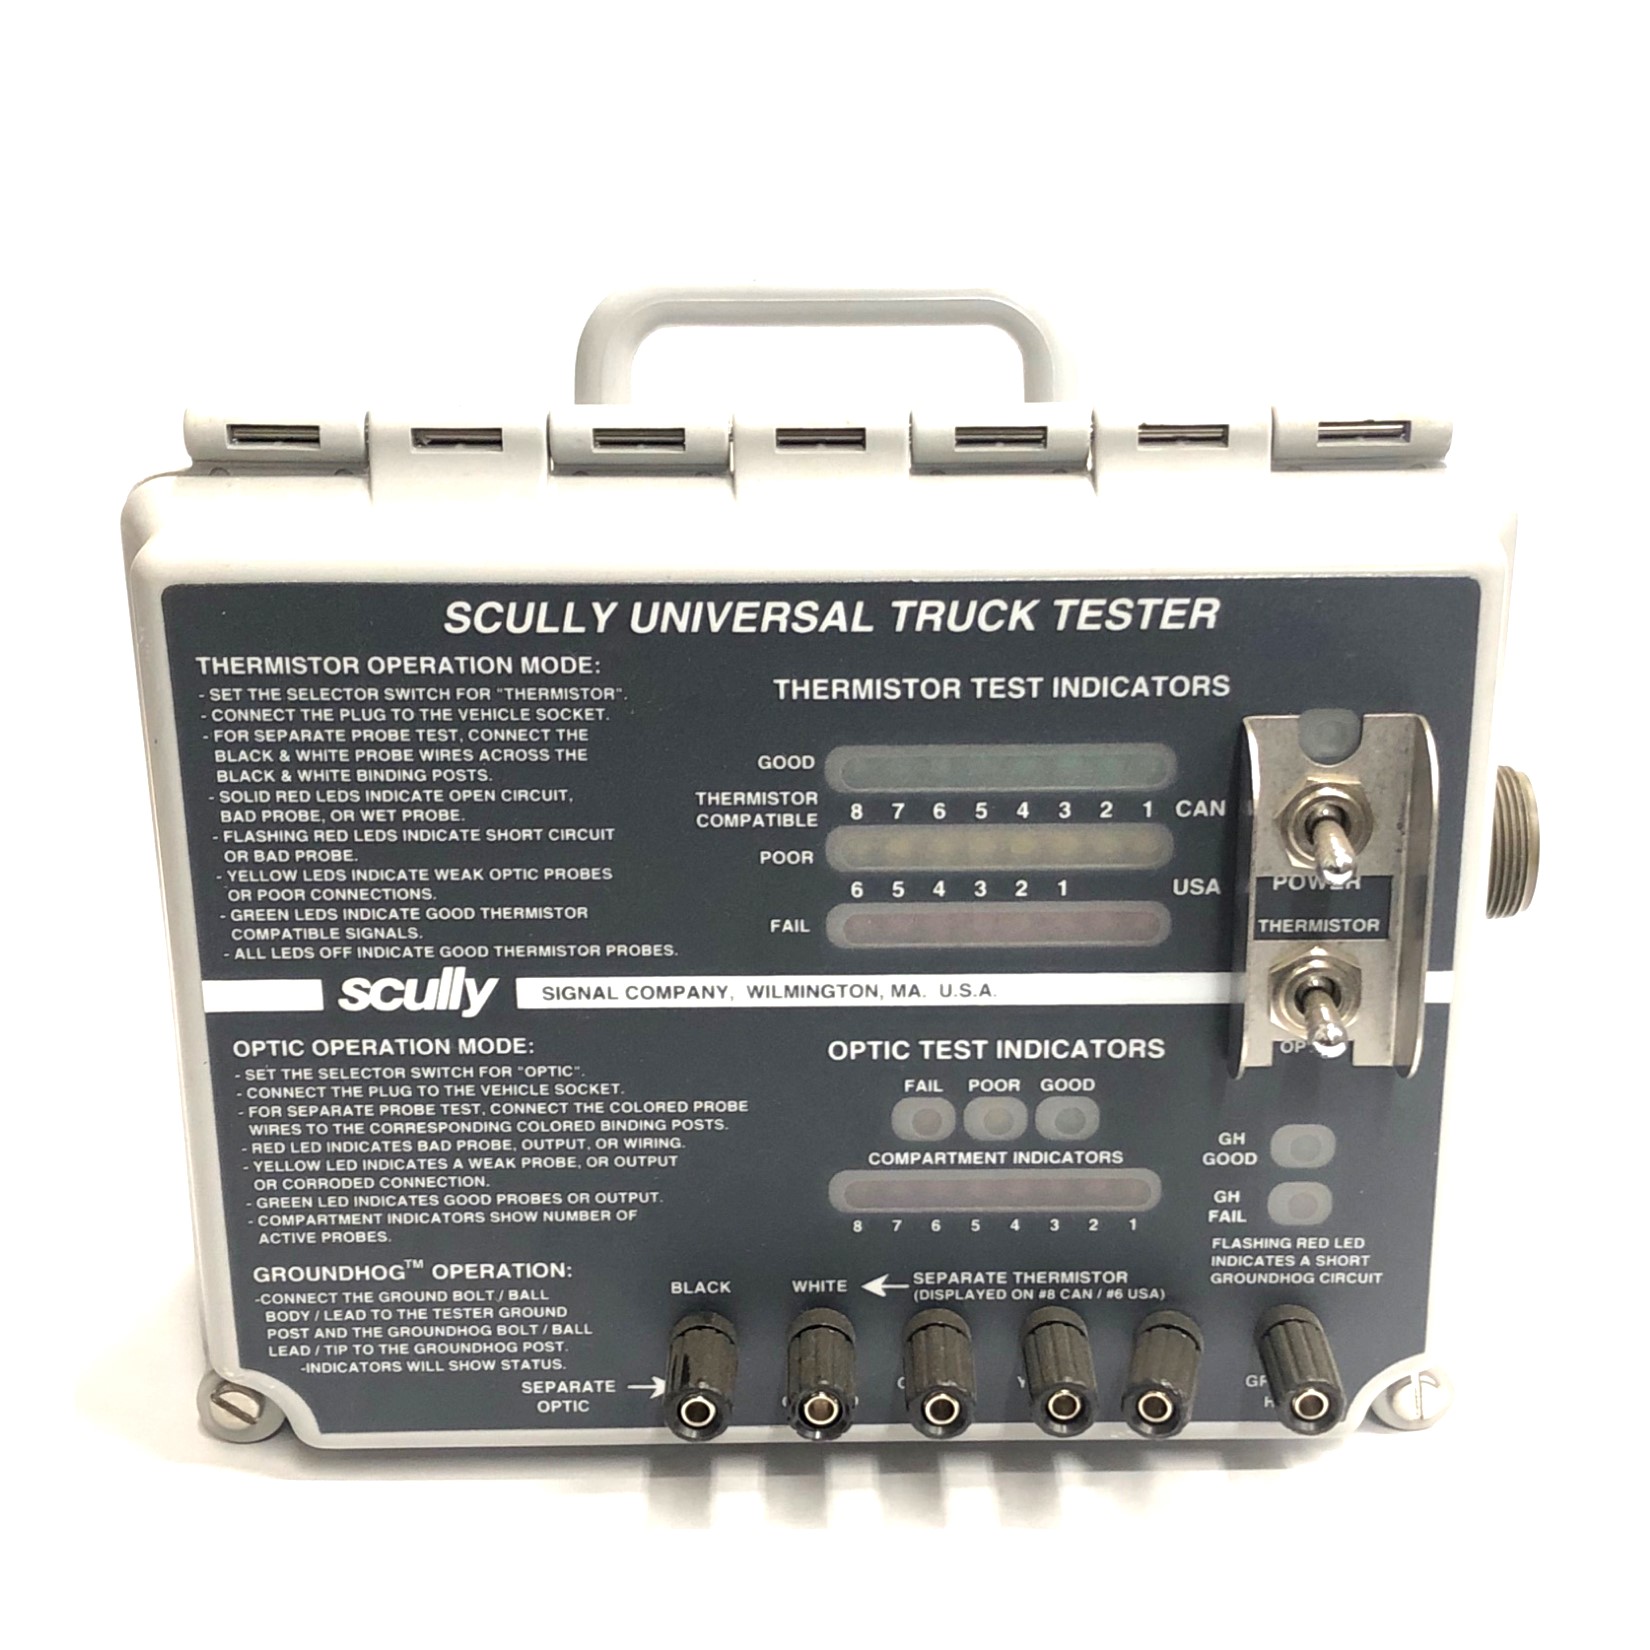 SCULLY UNIVERSAL TRUCK TESTER
THERMISTOR OPERATION MODE:
- SET THE SELECTOR SWITCH FOR "THERMISTOR".
- CONNECT THE PLUG TO THE VEHICLE SOCKET.
- FOR SEPARATE PROBE TEST, CONNECT THE
BLACK & WHITE PROBE WIRES ACROSS THE
BLACK & WHITE BINDING POSTS.
- SOLID RED LEDS INDICATE OPEN CIRCUIT,
BAD PROBE, OR WET PROBE.
- FLASHING RED LEDS INDICATE SHORT CIRCUIT
OR BAD PROBE.
- YELLOW LEDS INDICATE WEAK OPTIC PROBES
OR POOR CONNECTIONS.
- GREEN LEDS INDICATE GOOD THERMISTOR
COMPATIBLE SIGNALS.
- ALL LEDS OFF INDICATE GOOD THERMISTOR PROBES.
THERMISTOR TEST INDICATORS
GOOD
THERMISTOR
COMPATIBLE
8 7 6 5 4 3 2 1 CAN
POOR
6 5 4 3 2 1 USA
FAIL
POWER
THERMISTOR
scully SIGNAL COMPANY, WILMINGTON, MA. U.S.A.
OPTIC OPERATION MODE:
- SET THE SELECTOR SWITCH FOR "OPTIC".
- CONNECT THE PLUG TO THE VEHICLE SOCKET.
- FOR SEPARATE PROBE TEST, CONNECT THE COLORED PROBE
WIRES TO THE CORRESPONDING COLORED BINDING POSTS.
- RED LED INDICATES BAD PROBE, OUTPUT, OR WIRING.
- YELLOW LED INDICATES A WEAK PROBE, OR OUTPUT
OR CORRODED CONNECTION.
- GREEN LED INDICATES GOOD PROBES OR OUTPUT.
- COMPARTMENT INDICATORS SHOW NUMBER OF
ACTIVE PROBES.
OPTIC TEST INDICATORS
FAIL POOR GOOD
COMPARTMENT INDICATORS
8 7 6 5 4 3 2 1
GH
GOOD
GH
FAIL
FLASHING RED LED
INDICATES A SHORT
GROUNDHOG CIRCUIT
GROUNDHOG™ OPERATION:
-CONNECT THE GROUND BOLT / BALL
BODY / LEAD TO THE TESTER GROUND
POST AND THE GROUNDHOG BOLT / BALL
LEAD / TIP TO THE GROUNDHOG POST.
-INDICATORS WILL SHOW STATUS.
BLACK
WHITE
SEPARATE THERMISTOR
(DISPLAYED ON #8 CAN / #6 USA)
SEPARATE
OPTIC